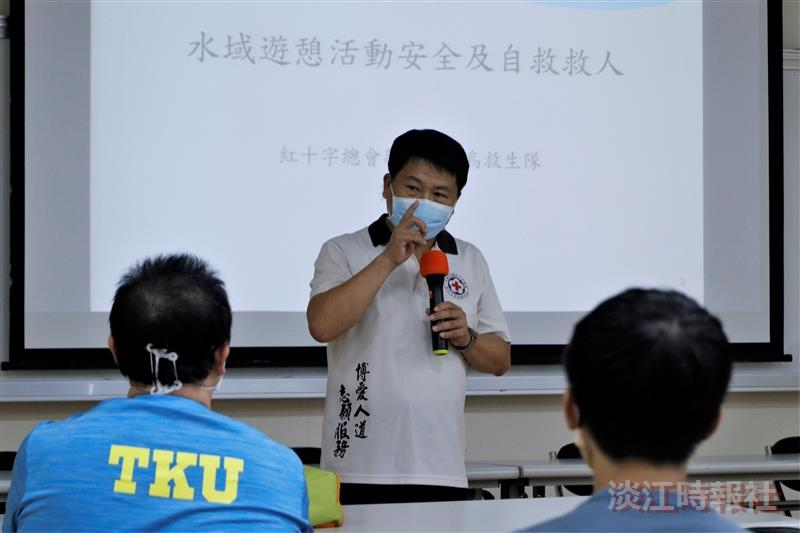 水域遊憩活動安全及自救救人
紅十字總會
救生隊
博愛人道
志願服務
TKU
淡江時報社